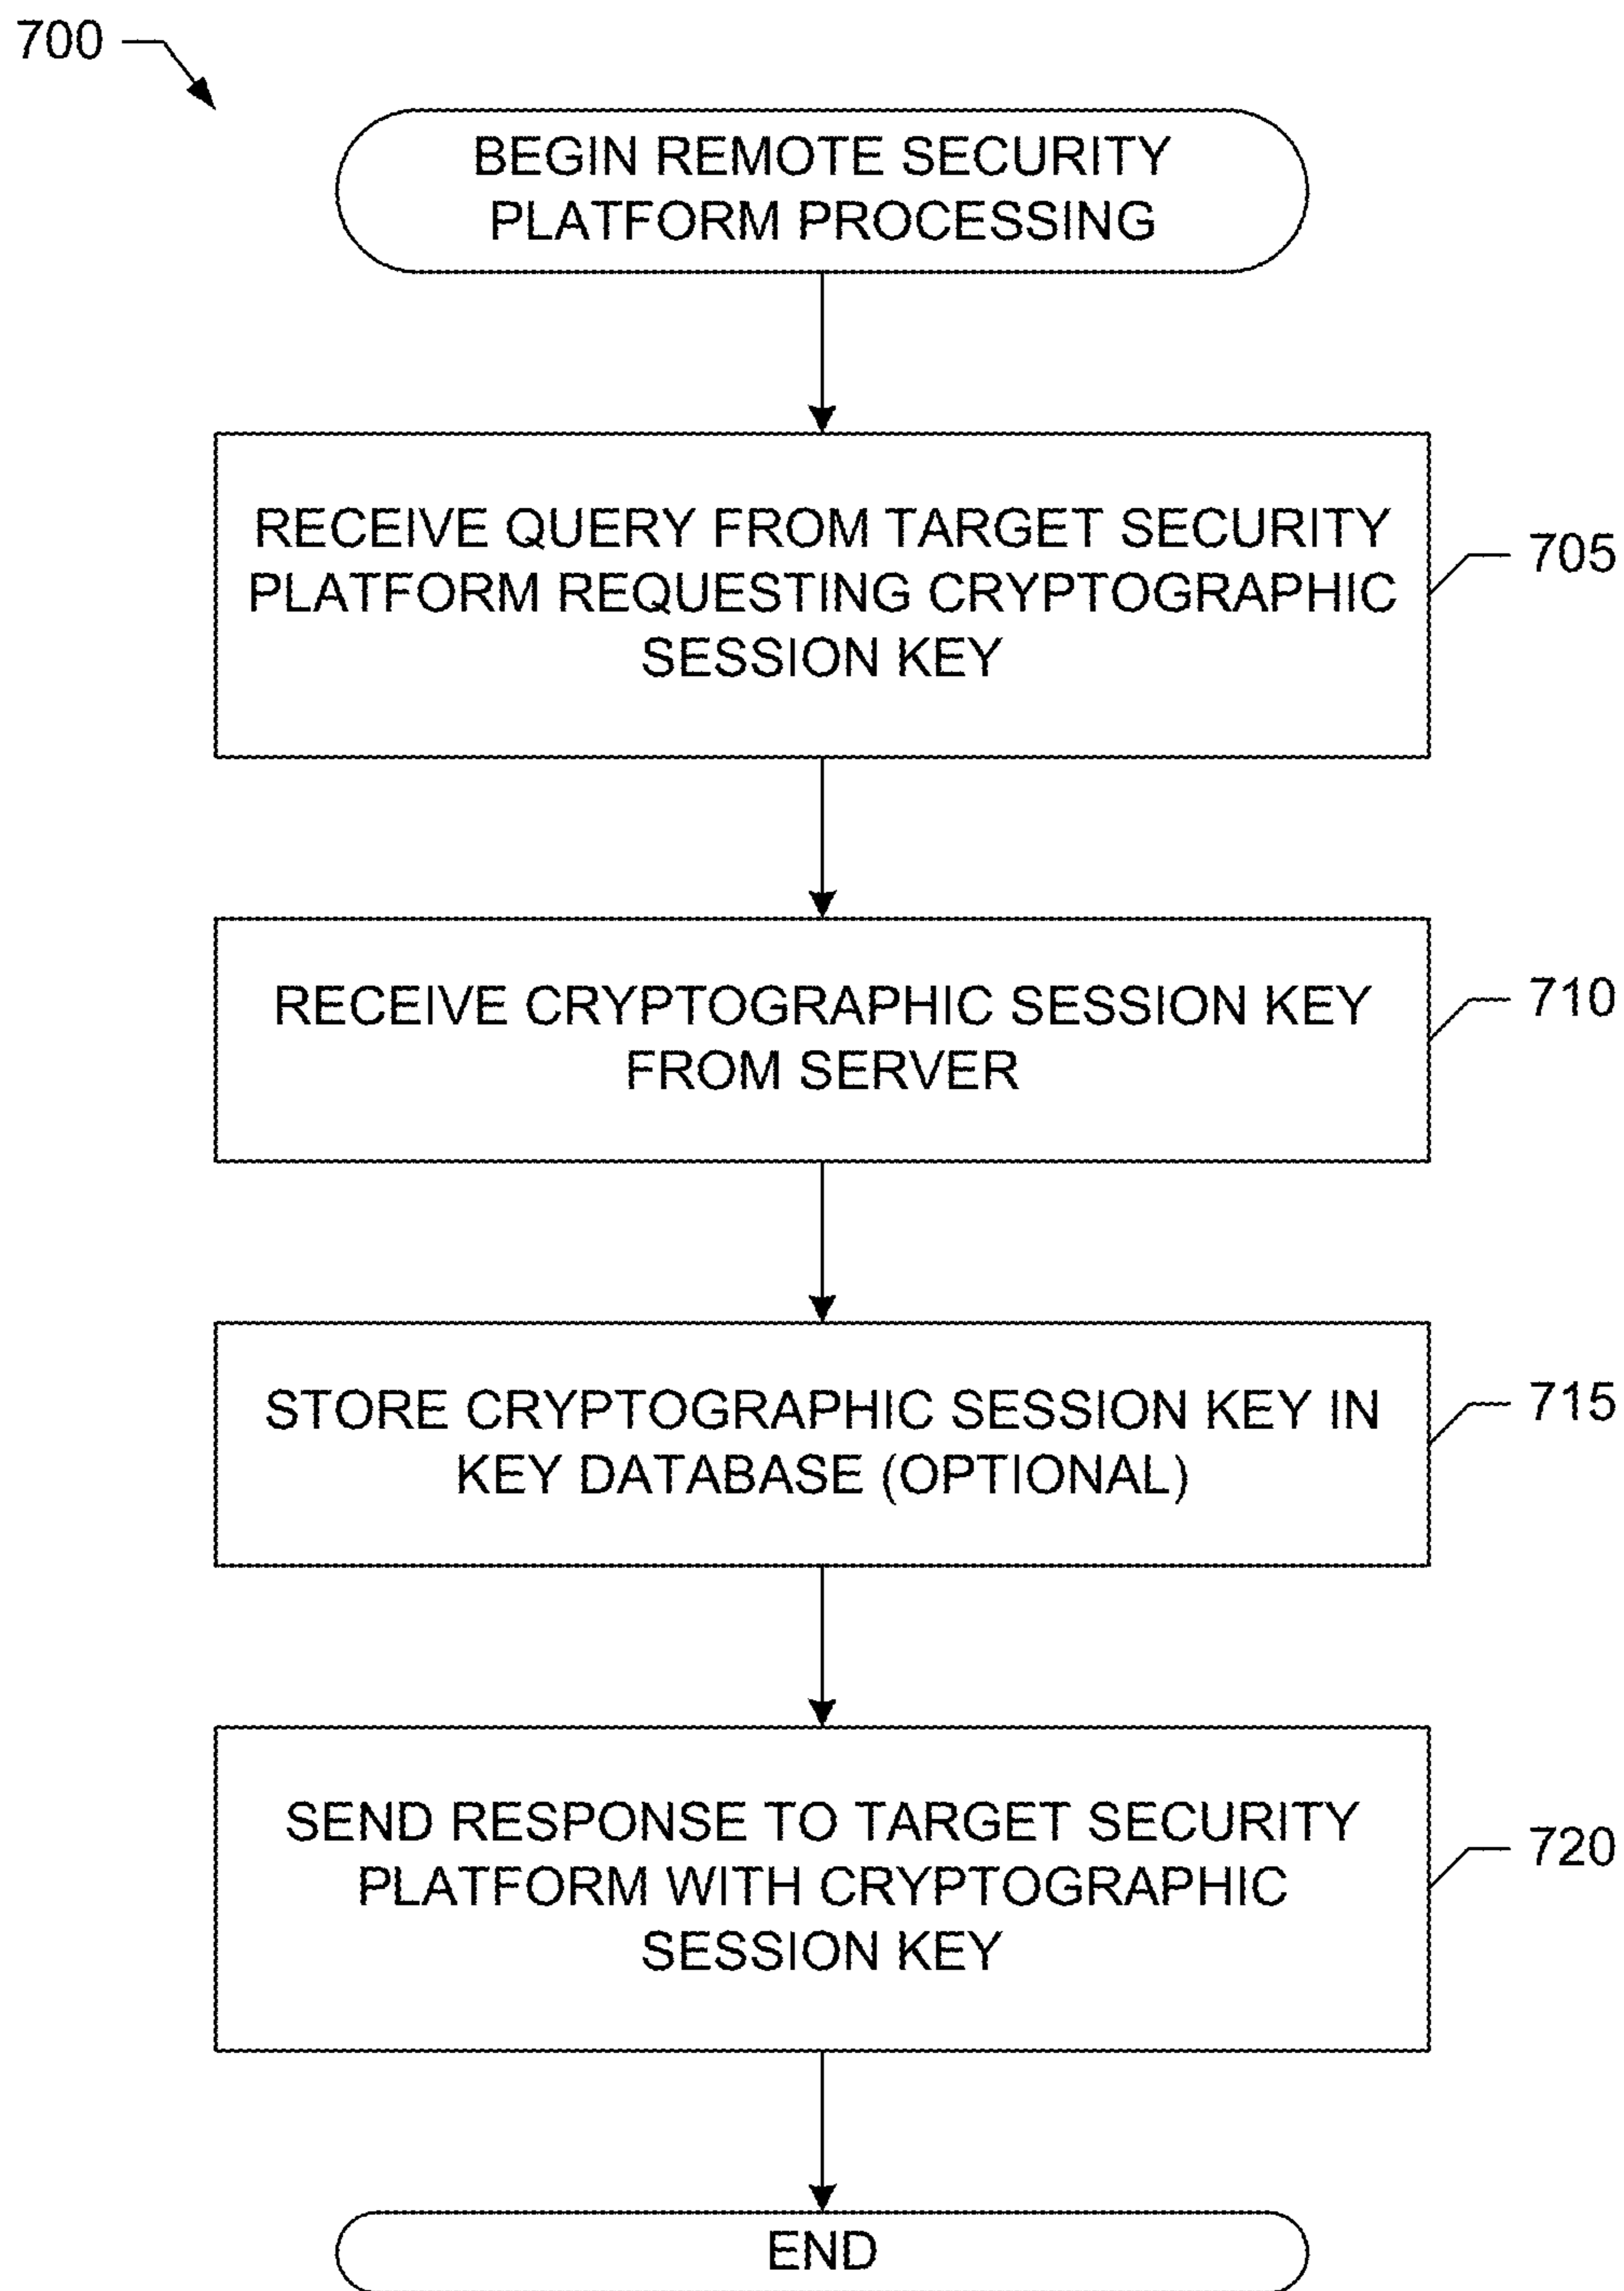 700
BEGIN REMOTE SECURITY
PLATFORM PROCESSING
RECEIVE QUERY FROM TARGET SECURITY
PLATFORM REQUESTING CRYPTOGRAPHIC
SESSION KEY
705
RECEIVE CRYPTOGRAPHIC SESSION KEY
FROM SERVER
710
STORE CRYPTOGRAPHIC SESSION KEY IN
KEY DATABASE (OPTIONAL)
715
SEND RESPONSE TO TARGET SECURITY
PLATFORM WITH CRYPTOGRAPHIC
SESSION KEY
720
END